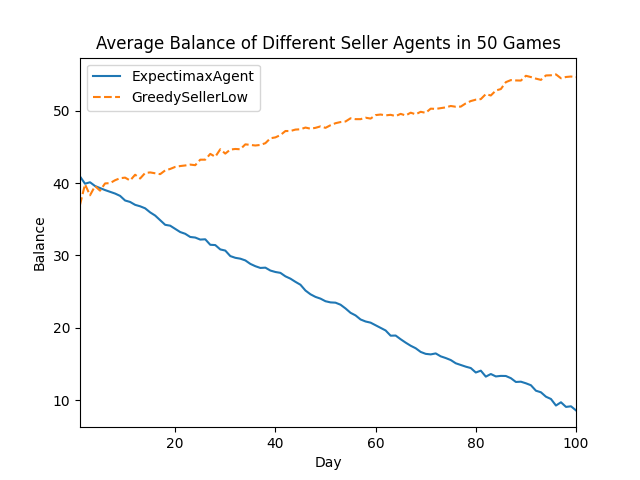 Average Balance of Different Seller Agents in 50 Games
ExpectimaxAgent
GreedySellerLow
Balance
50
40
30
20
10
20
40
60
80
100
Day